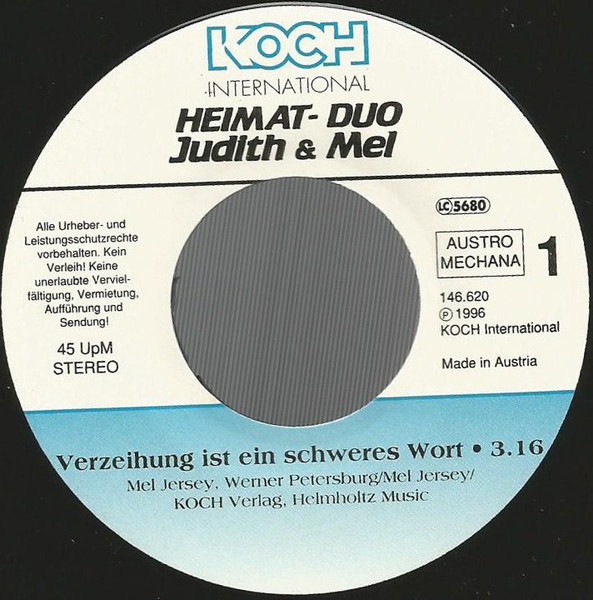 KOCH
INTERNATIONAL
HEIMAT- DUO
Judith & Mel
Alle Urheber- und
Leistungsschutzrechte
vorbehalten. Kein
Verleih! Keine
unerlaubte Verviel-
fältigung, Vermietung,
Aufführung und
Sendung!
45 UpM
STEREO
LC 5680
AUSTRO
MECHANA
1
146.620
℗ 1996
KOCH International
Made in Austria
Verzeihung ist ein schweres Wort • 3.16
Mel Jersey, Werner Petersburg/Mel Jersey/
KOCH Verlag, Helmholtz Music